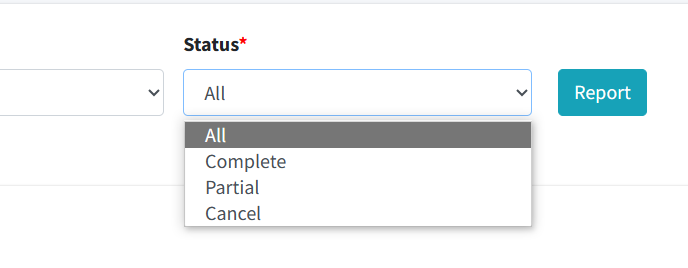 Status*
All
Report
All
Complete
Partial
Cancel